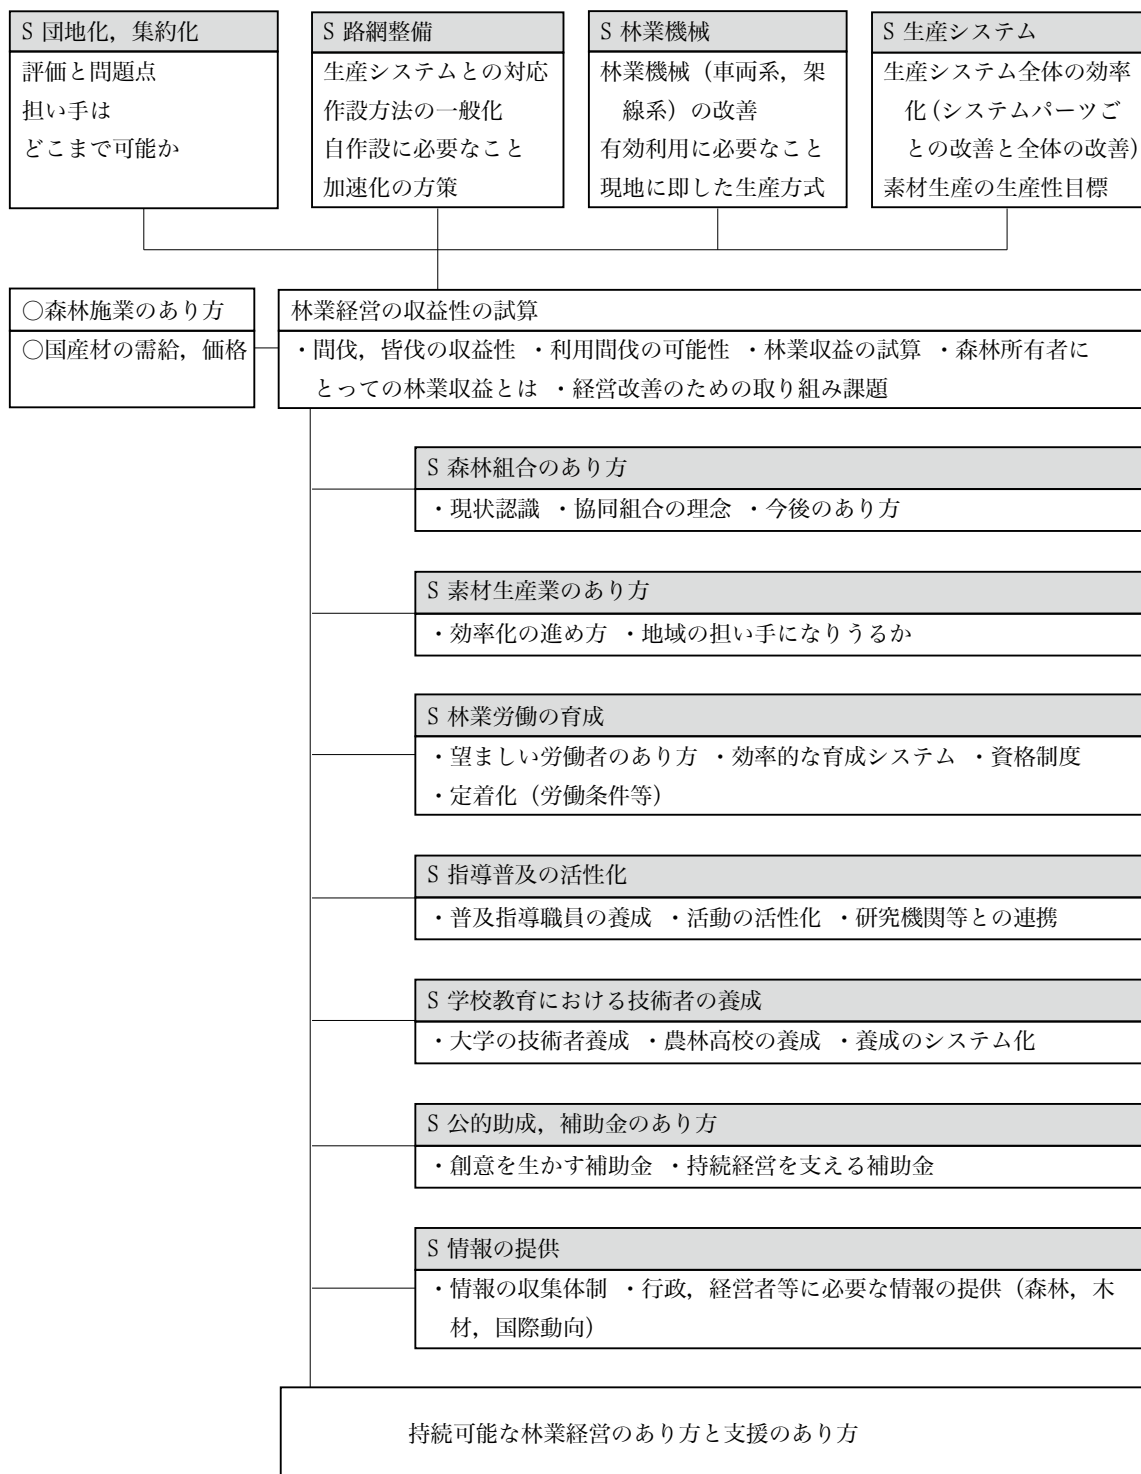 S 団地化，集約化
評価と問題点
担い手は
どこまで可能か
S 路網整備
生産システムとの対応
作設方法の一般化
自作設に必要なこと
加速化の方策
S 林業機械
林業機械（車両系，架
線系）の改善
有効利用に必要なこと
現地に即した生産方式
S 生産システム
生産システム全体の効率
化（システムパーツご
との改善と全体の改善）
素材生産の生産性目標
○森林施業のあり方
○国産材の需給，価格
林業経営の収益性の試算
・間伐，皆伐の収益性 ・利用間伐の可能性 ・林業収益の試算 ・森林所有者に
とっての林業収益とは ・経営改善のための取り組み課題
S 森林組合のあり方
・現状認識 ・協同組合の理念 ・今後のあり方
S 素材生産業のあり方
・効率化の進め方 ・地域の担い手になりうるか
S 林業労働の育成
・望ましい労働者のあり方 ・効率的な育成システム ・資格制度
・定着化（労働条件等）
S 指導普及の活性化
・普及指導職員の養成 ・活動の活性化 ・研究機関等との連携
S 学校教育における技術者の養成
・大学の技術者養成 ・農林高校の養成 ・養成のシステム化
S 公的助成，補助金のあり方
・創意を生かす補助金 ・持続経営を支える補助金
S 情報の提供
・情報の収集体制 ・行政，経営者等に必要な情報の提供（森林，木
材，国際動向）
持続可能な林業経営のあり方と支援のあり方